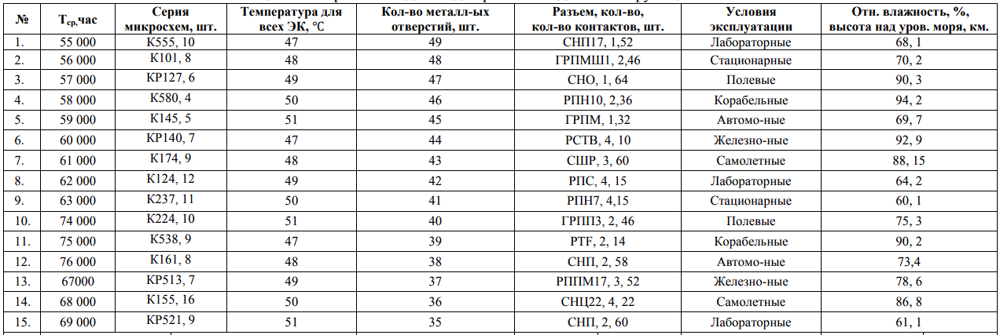 № Тср,час Серия микросхем, шт. Температура для всех ЭК, ℃ Кол-во металл-ых отверстий, шт. Разъем, кол-во, кол-во контактов, шт. Условия эксплуатации Отн. влажность, %, высота над уров. моря, км.
1. 55 000 К555, 10 47 49 СНП17, 1,52 Лабораторные 68, 1
2. 56 000 К101, 8 48 48 ГРПМШ1, 2,46 Стационарные 70, 2
3. 57 000 КР127, 6 49 47 СНО, 1, 64 Полевые 90, 3
4. 58 000 К580, 4 50 46 РПН10, 2,36 Корабельные 94, 2
5. 59 000 К145, 5 51 45 ГРПМ, 1,32 Автомо-ные 69, 7
6. 60 000 КР140, 7 47 44 РСТВ, 4, 10 Железно-ные 92, 9
7. 61 000 К174, 9 48 43 СШР, 3, 60 Самолетные 88, 15
8. 62 000 К124, 12 49 42 РПС, 4, 15 Лабораторные 64, 2
9. 63 000 К237, 11 50 41 РПН7, 4,15 Стационарные 60, 1
10. 74 000 К224, 10 51 40 ГРПП3, 2, 46 Полевые 75, 3
11. 75 000 К538, 9 47 39 РТF, 2, 14 Корабельные 90, 2
12. 76 000 К161, 8 48 38 СНП, 2, 58 Автомо-ные 73,4
13. 67000 КР513, 7 49 37 РППМ17, 3, 52 Железно-ные 78, 6
14. 68 000 К155, 16 50 36 СНЦ22, 4, 22 Самолетные 86, 8
15. 69 000 КР521, 9 51 35 СНП, 2, 60 Лабораторные 61, 1